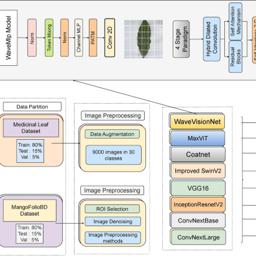 WaveMlp Model
Norm
Token Mixing
Norm
Channel MLP
PATM
Conv 2D
4 Stage
Paradigm
Hybrid Dilated
Convolution
Self Attention
Mechanism
Residual
Blocks
Data Partition
Medicinal Leaf
Dataset
Train: 80%
Test : 15%
Val : 5%
Image Preprocessing
Data Augmentation
9000 images in 30
classes
MangoFolioBD
Dataset
Train: 80%
Test : 15%
Val : 5%
Image Preprocessing
ROI Selection
Image Denoising
Image Preprocessing
methods
WaveVisionNet
MaxViT
Coatnet
Improved SwinV2
VGG16
InceptionResnetV2
ConvNextBase
ConvNextLarge